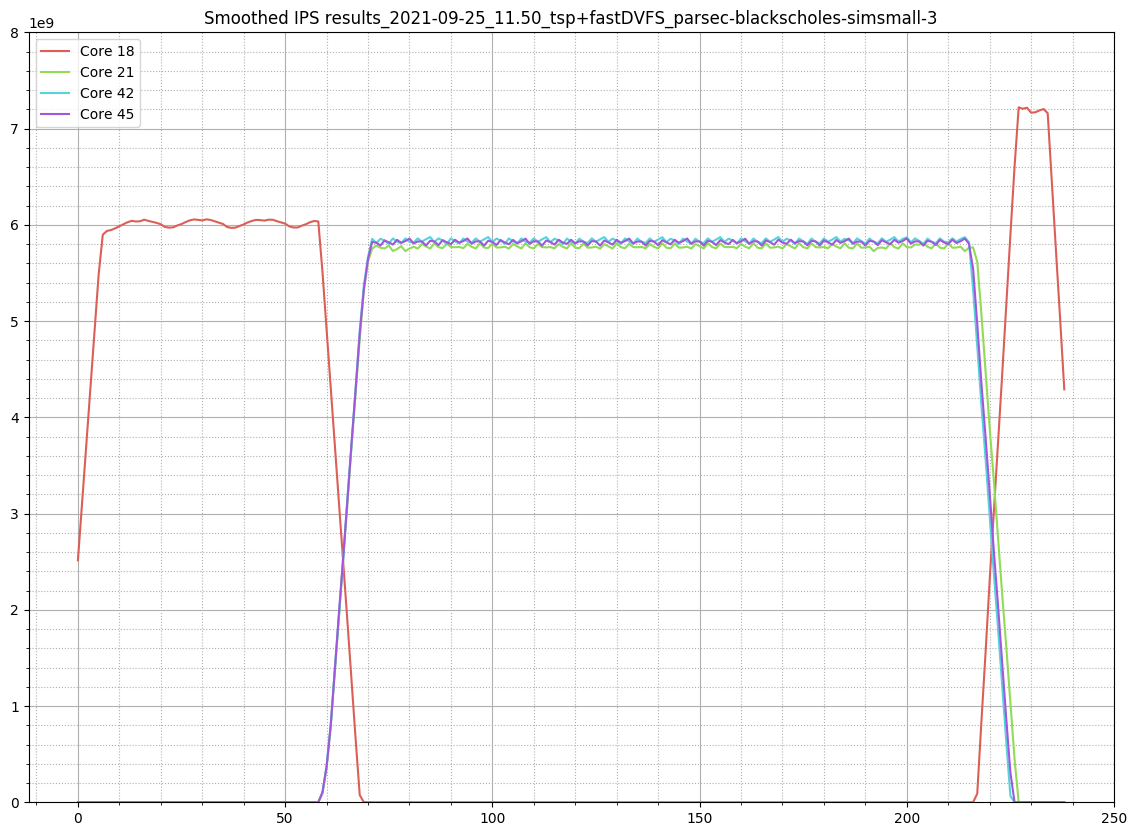 Smoothed IPS results_2021-09-25_11.50_tsp+fastDVFS_parsec-blackscholes-simsmall-3
1e9
Core 18
Core 21
Core 42
Core 45
8
7
6
5
4
3
2
1
0
0 50 100 150 200 250